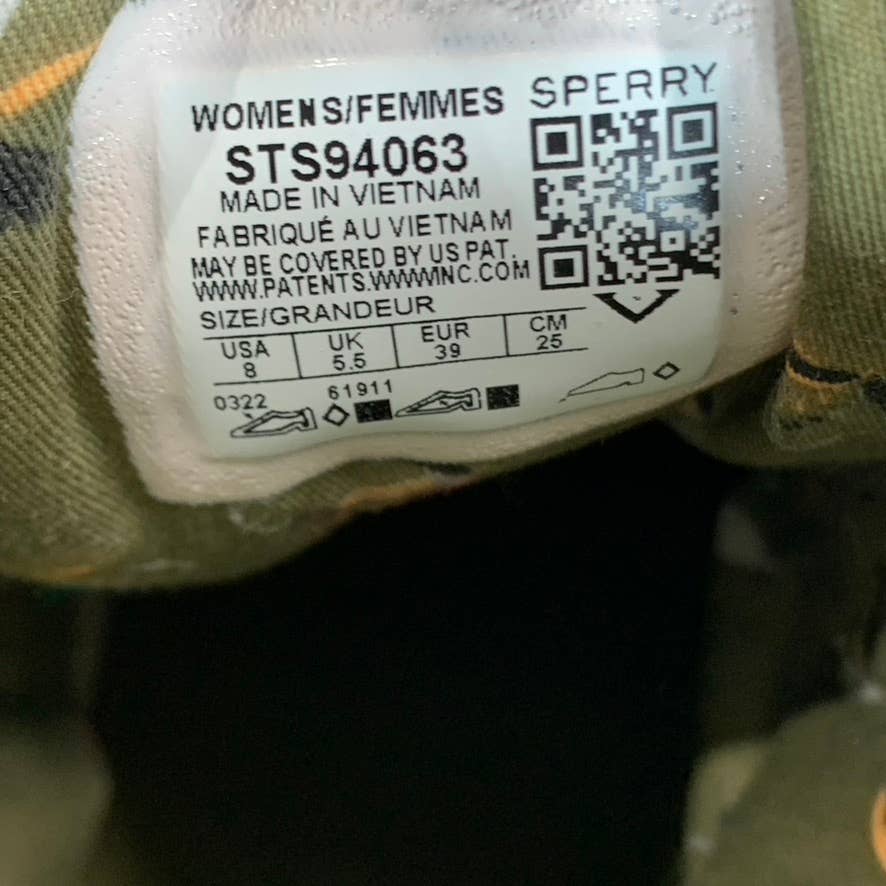 WOMENS/FEMMES
SPERRY
STS94063
MADE IN VIETNAM
FABRIQUÉ AU VIETNAM
MAY BE COVERED BY US PAT.
WWW.PATENTS.WWWINC.COM
SIZE/GRANDEUR
USA UK EUR CM
8 5.5 39 25
0322 61911